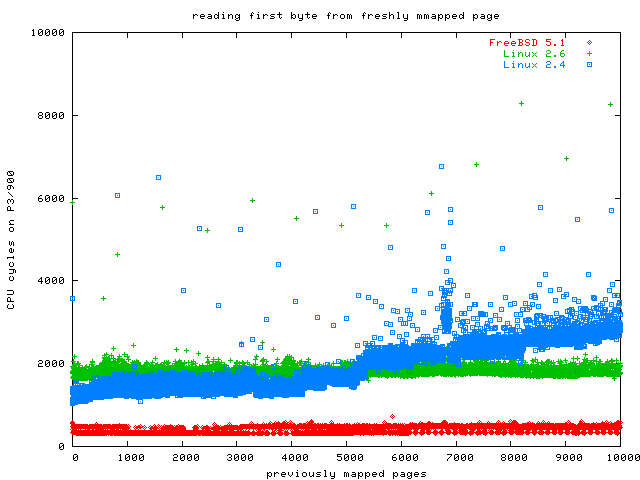 reading first byte from freshly mmapped page
10000
8000
6000
4000
2000
0
CPU cycles on P3/900
FreeBSD 5.1
Linux 2.6
Linux 2.4
0 1000 2000 3000 4000 5000 6000 7000 8000 9000 10000
previously mapped pages